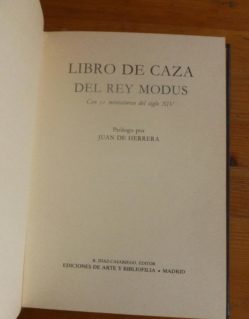 LIBRO DE CAZA
DEL REY MODUS
Con 51 miniaturas del siglo XIV
Prólogo por
JUAN DE HERRERA
R. DÍAZ-CASARIEGO, EDITOR
EDICIONES DE ARTE Y BIBLIOFILIA • MADRID